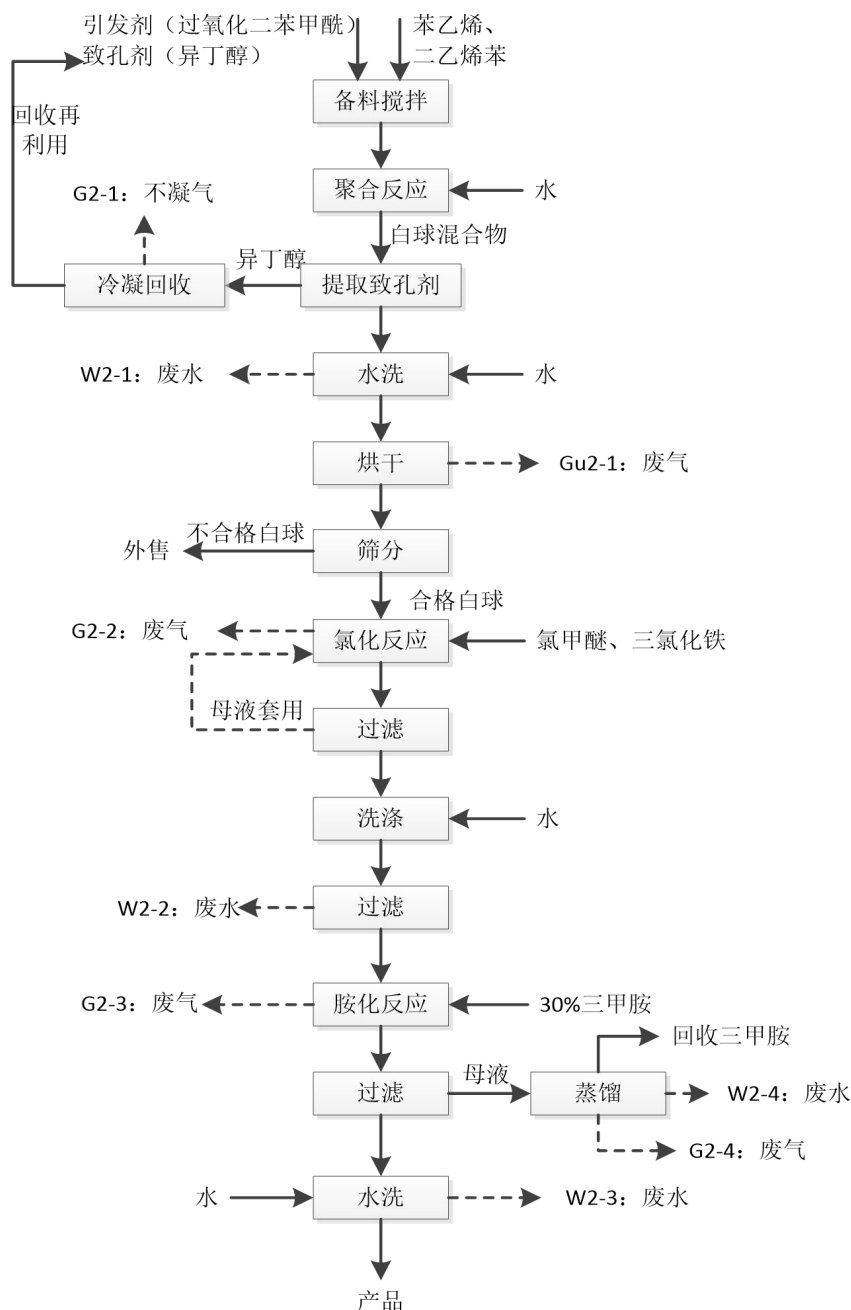 引发剂（过氧化二苯甲酰）
致孔剂（异丁醇）
苯乙烯、
二乙烯苯
备料搅拌
回收再
利用
聚合反应
水
G2-1：不凝气
白球混合物
异丁醇
冷凝回收
提取致孔剂
W2-1：废水
水洗
水
烘干
Gu2-1：废气
不合格白球
外售
筛分
合格白球
G2-2：废气
氯化反应
氯甲醚、三氯化铁
母液套用
过滤
洗涤
水
W2-2：废水
过滤
G2-3：废气
胺化反应
30%三甲胺
回收三甲胺
过滤
母液
蒸馏
W2-4：废水
G2-4：废气
水
水洗
W2-3：废水
产品